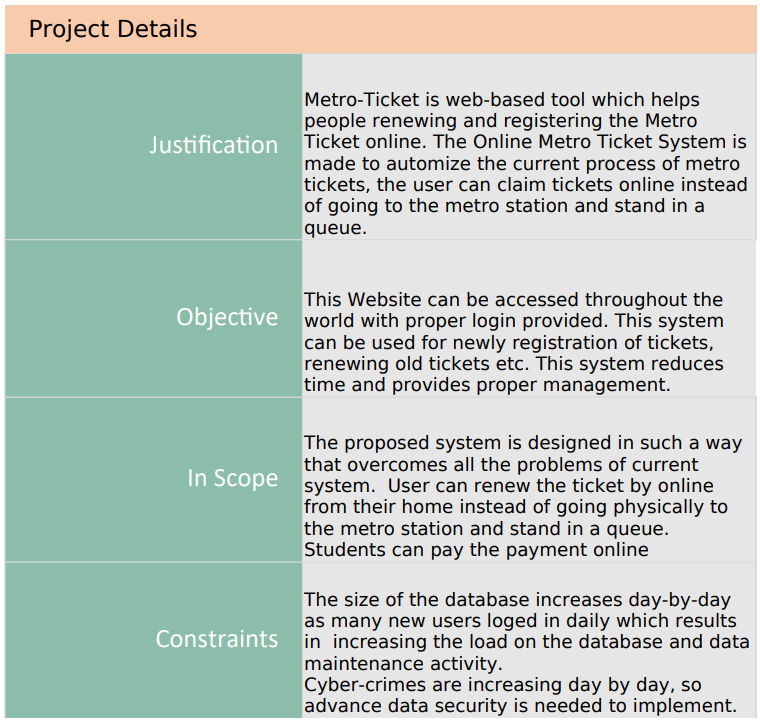 Project Details
Justification
Metro-Ticket is web-based tool which helps
people renewing and registering the Metro
Ticket online. The Online Metro Ticket System is
made to automize the current process of metro
tickets, the user can claim tickets online instead
of going to the metro station and stand in a
queue.
Objective
This Website can be accessed throughout the
world with proper login provided. This system
can be used for newly registration of tickets,
renewing old tickets etc. This system reduces
time and provides proper management.
In Scope
The proposed system is designed in such a way
that overcomes all the problems of current
system.  User can renew the ticket by online
from their home instead of going physically to
the metro station and stand in a queue.
Students can pay the payment online
Constraints
The size of the database increases day-by-day
as many new users loged in daily which results
in  increasing the load on the database and data
maintenance activity.
Cyber-crimes are increasing day by day, so
advance data security is needed to implement.